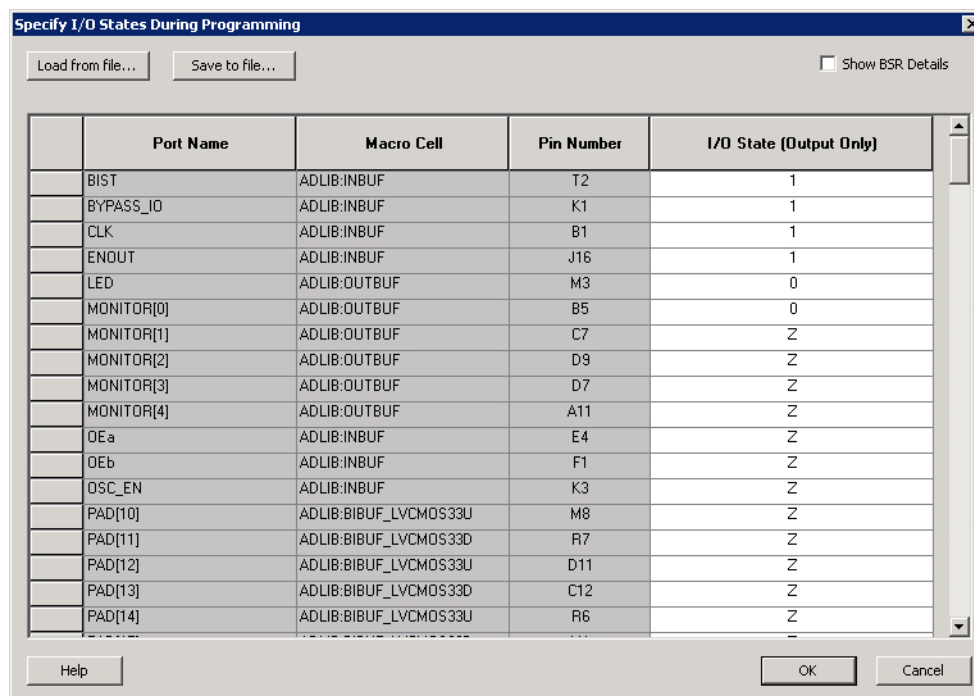 Specify I/O States During Programming
Load from file... Save to file... Show BSR Details
Port Name Macro Cell Pin Number I/O State (Output Only)
BIST ADLIB:INBUF T2 1
BYPASS_IO ADLIB:INBUF K1 1
CLK ADLIB:INBUF B1 1
ENOUT ADLIB:INBUF J16 1
LED ADLIB:OUTBUF M3 0
MONITOR[0] ADLIB:OUTBUF B5 0
MONITOR[1] ADLIB:OUTBUF C7 Z
MONITOR[2] ADLIB:OUTBUF D9 Z
MONITOR[3] ADLIB:OUTBUF D7 Z
MONITOR[4] ADLIB:OUTBUF A11 Z
OEa ADLIB:INBUF E4 Z
OEb ADLIB:INBUF F1 Z
OSC_EN ADLIB:INBUF K3 Z
PAD[10] ADLIB:BIBUF_LVCMOS33U M8 Z
PAD[11] ADLIB:BIBUF_LVCMOS33D R7 Z
PAD[12] ADLIB:BIBUF_LVCMOS33U D11 Z
PAD[13] ADLIB:BIBUF_LVCMOS33D C12 Z
PAD[14] ADLIB:BIBUF_LVCMOS33U R6 Z
Help OK Cancel